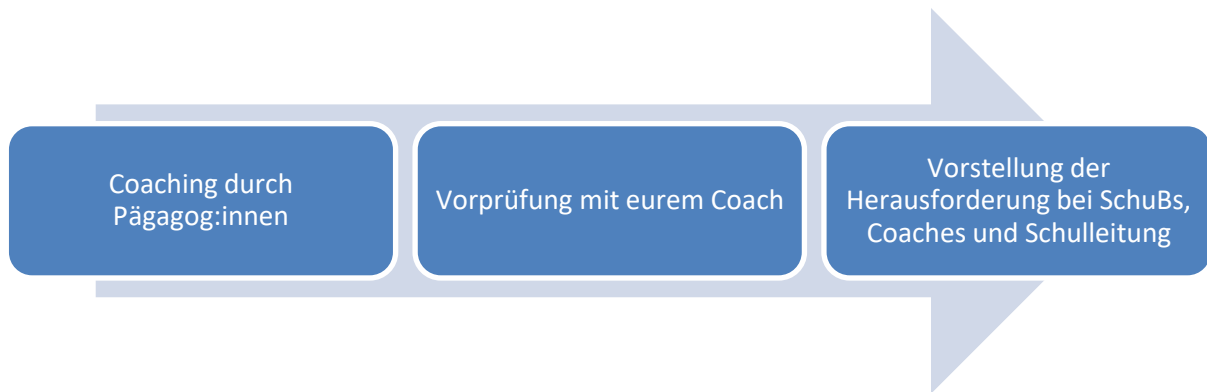 Coaching durch
Pägagog:innen
Vorprüfung mit eurem Coach
Vorstellung der
Herausforderung bei SchuBs,
Coaches und Schulleitung